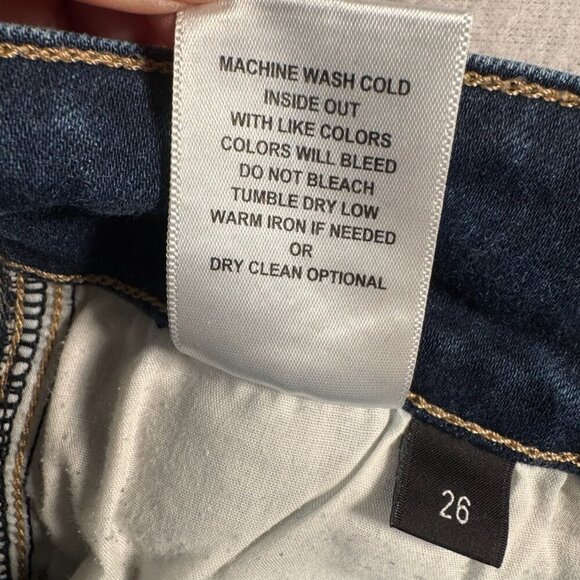 MACHINE WASH COLD
INSIDE OUT
WITH LIKE COLORS
COLORS WILL BLEED
DO NOT BLEACH
TUMBLE DRY LOW
WARM IRON IF NEEDED
OR
DRY CLEAN OPTIONAL
26